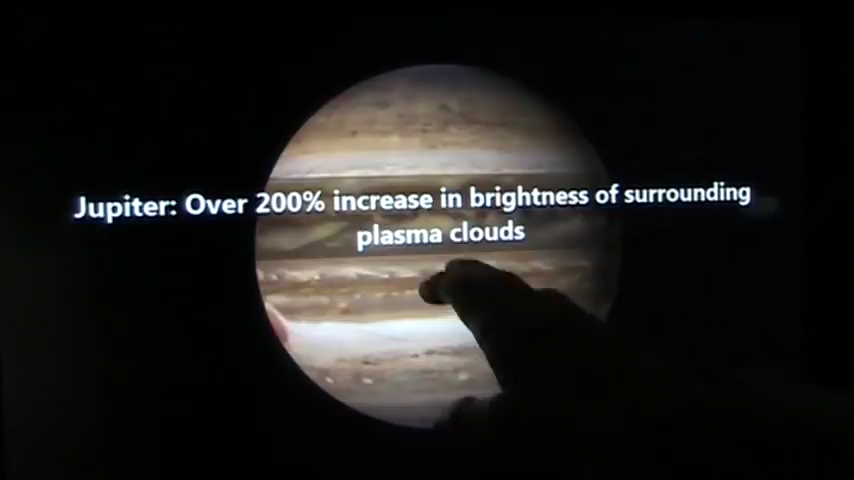 Jupiter: Over 200% increase in brightness of surrounding
plasma clouds